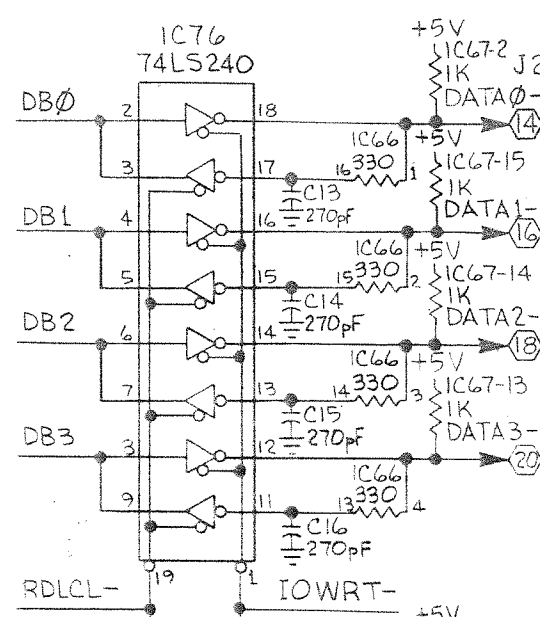 IC76
74LS240
+5V
IC67-2
1K
J2
DBØ
2
18
DATAØ-
14
3
17
IC66
330
16
1
C13
270pF
+5V
IC67-15
1K
DATA1-
16
DB1
4
16
5
15
IC66
330
15
2
C14
270pF
+5V
IC67-14
1K
DATA2-
18
DB2
6
14
7
13
IC66
330
14
3
C15
270pF
+5V
IC67-13
1K
DATA3-
20
DB3
12
9
11
IC66
330
13
4
C16
270pF
19
1
RDLCL-
IOWRT-
+5V